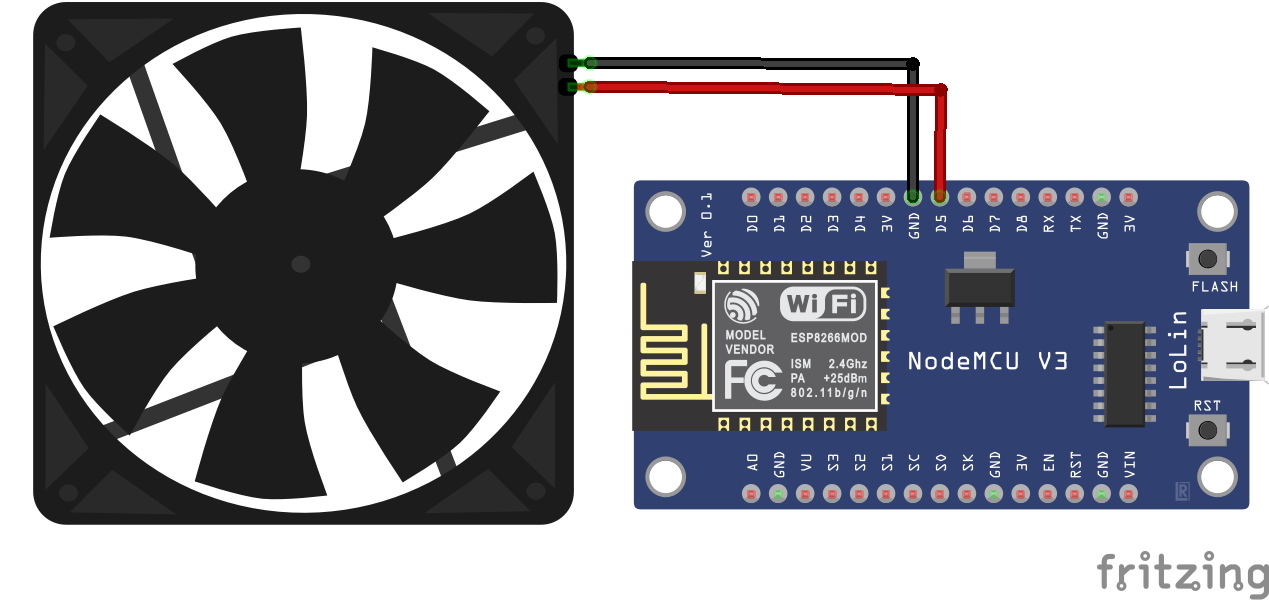 Ver 0.1
D0
D1
D2
D3
D4
3V
GND
D5
D6
D7
D8
RX
TX
GND
3V
FLASH
Wi Fi
MODEL
VENDOR
ESP8266MOD
FC
ISM 2.4Ghz
PA +25dBm
802.11b/g/n
NodeMCU V3
LoLin
RST
A0
GND
VU
S3
S2
S1
SC
S0
SK
GND
3V
EN
RST
GND
VIN
R
fritzing